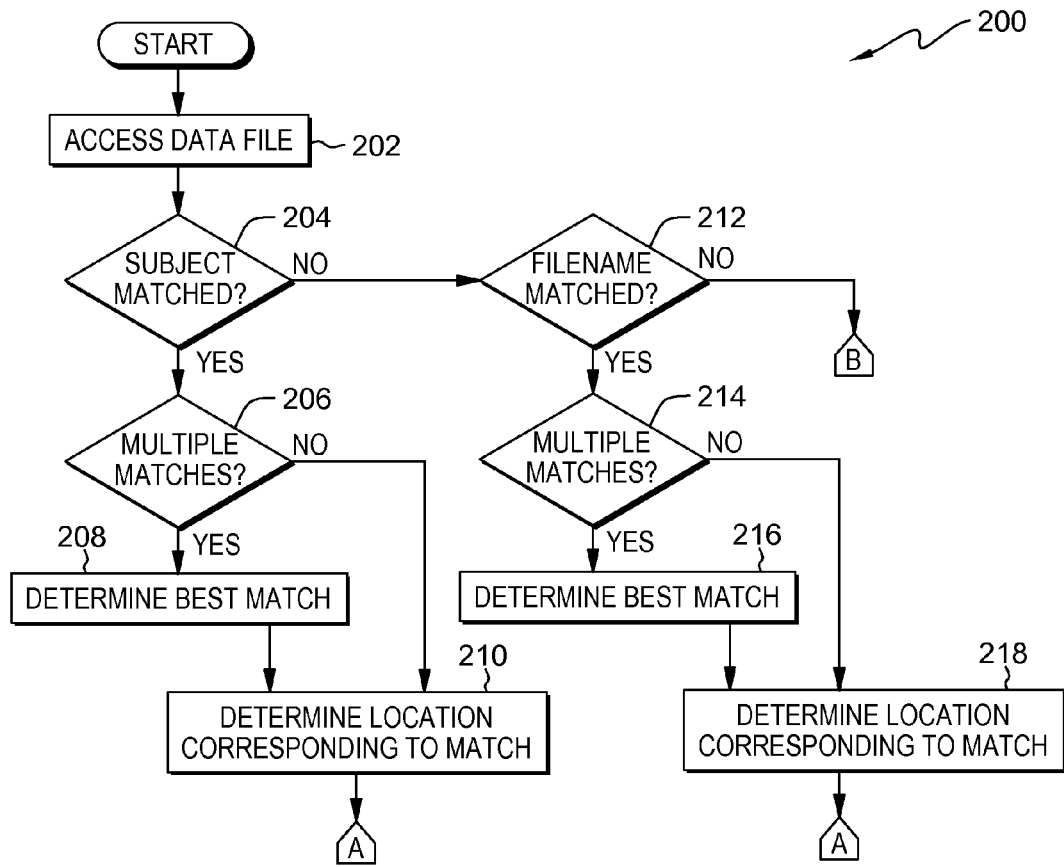 START
200
ACCESS DATA FILE
202
204
SUBJECT
MATCHED?
NO
YES
212
FILENAME
MATCHED?
NO
YES
B
206
MULTIPLE
MATCHES?
NO
YES
214
MULTIPLE
MATCHES?
NO
YES
208
DETERMINE BEST MATCH
216
DETERMINE BEST MATCH
210
DETERMINE LOCATION
CORRESPONDING TO MATCH
218
DETERMINE LOCATION
CORRESPONDING TO MATCH
A
A